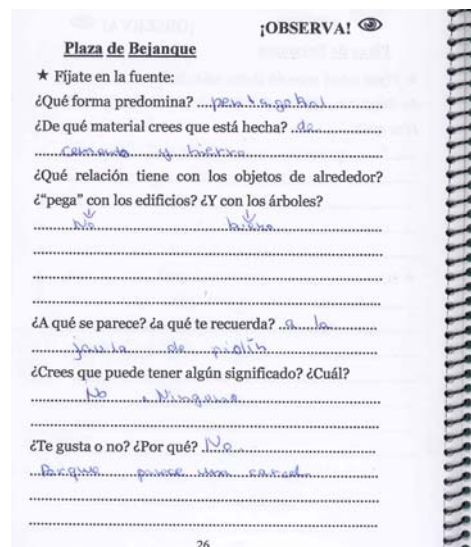 ¡OBSERVA!
Plaza de Bejanque
★ Fíjate en la fuente:
¿Qué forma predomina? pentagonal
¿De qué material crees que está hecha? de
cemento y hierro
¿Qué relación tiene con los objetos de alrededor?
¿"pega" con los edificios? ¿Y con los árboles?
No
¿A qué se parece? ¿a qué te recuerda? a la
jaula de piolín
¿Crees que puede tener algún significado? ¿Cuál?
No, Ninguno
¿Te gusta o no? ¿Por qué? No
Porque parece una carcel
26